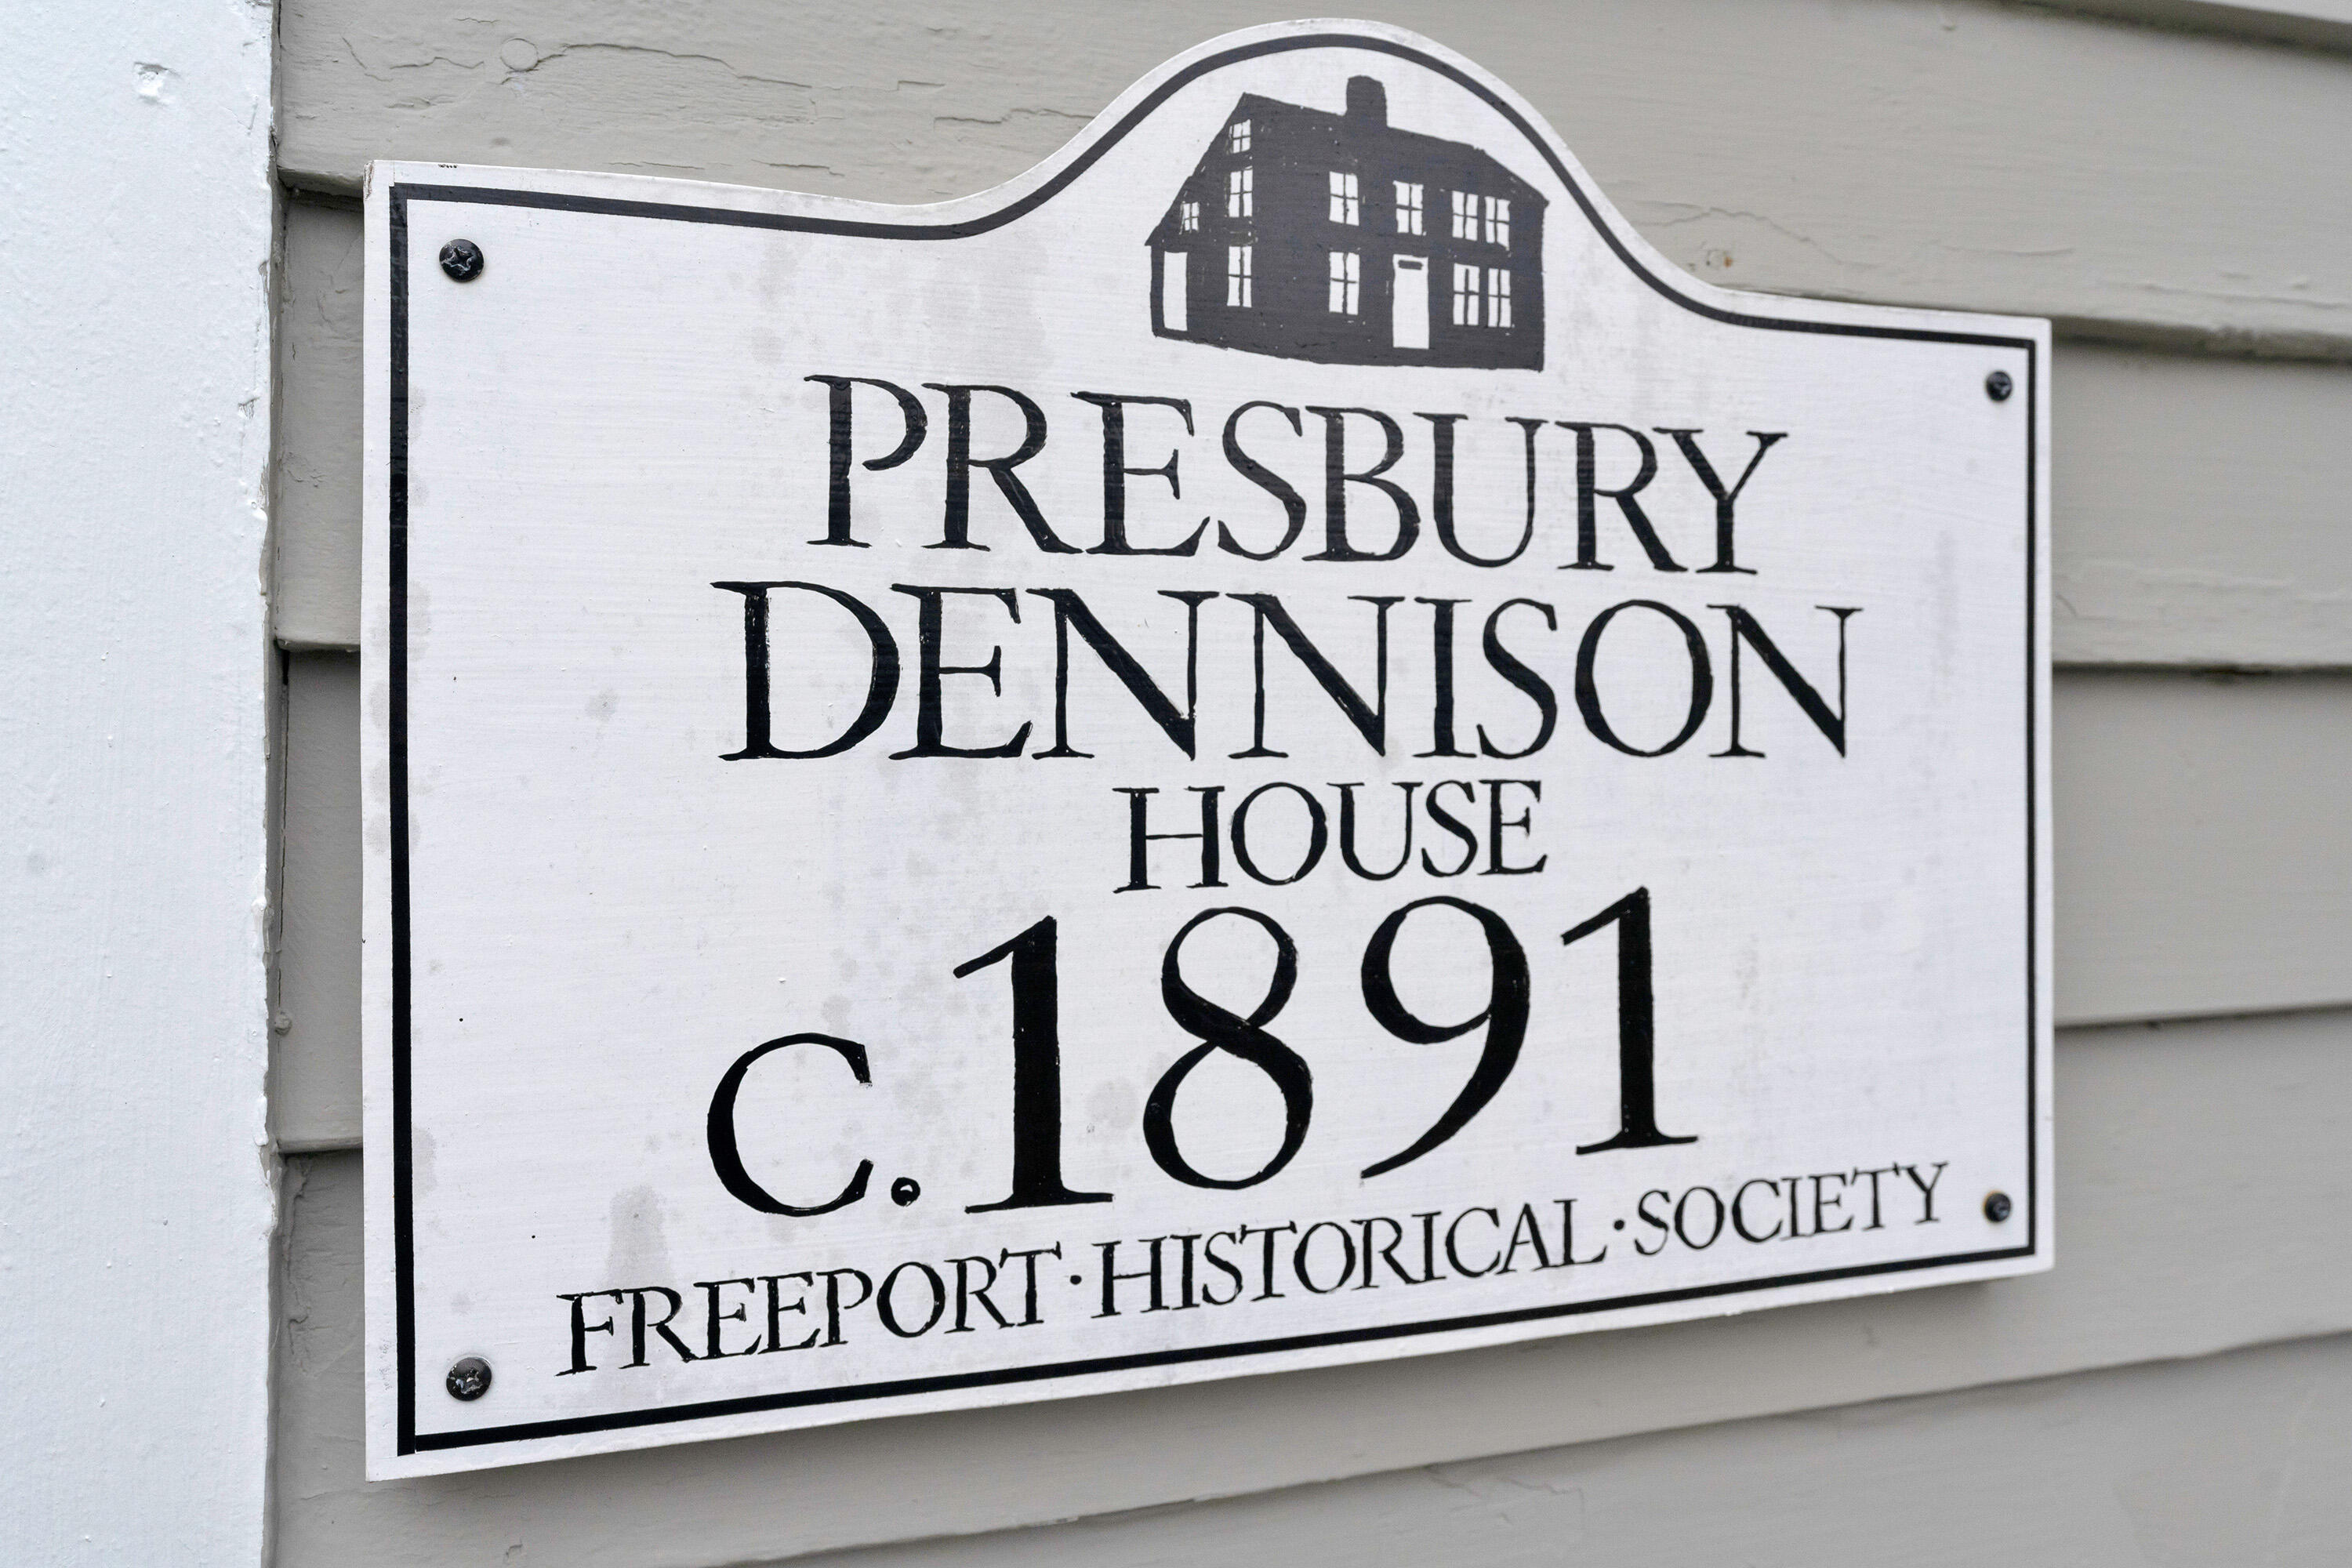 PRESBURY
DENNISON
HOUSE
c.1891
FREEPORT·HISTORICAL·SOCIETY